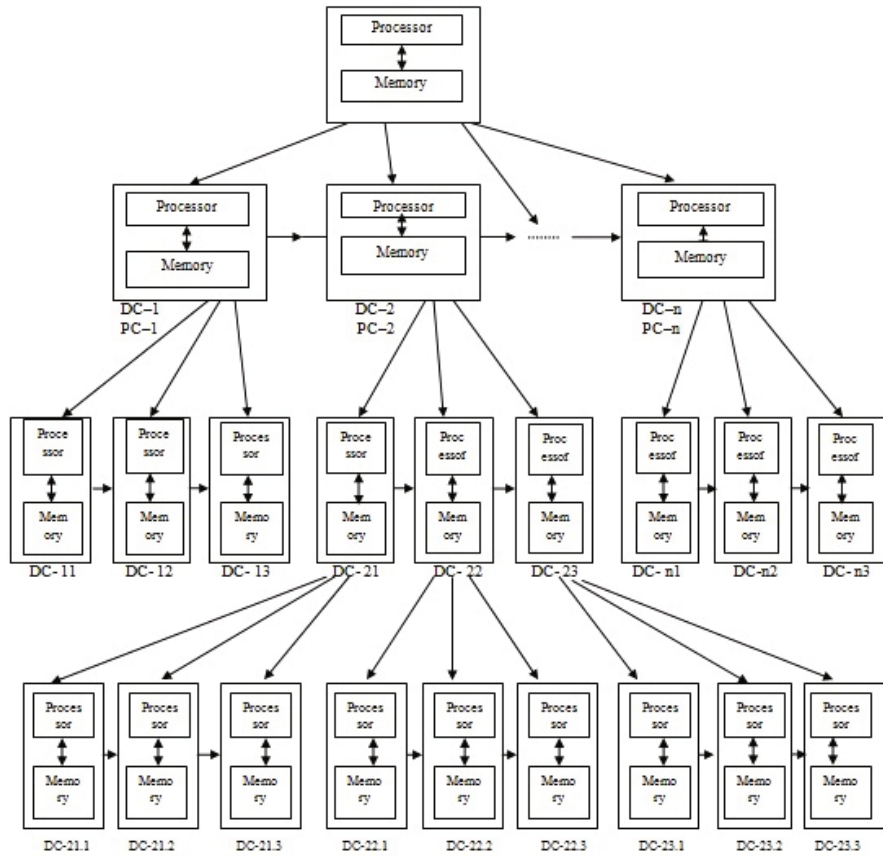 Processor
Memory
Processor
Memory
DC–1
PC–1
Processor
Memory
DC–2
PC–2
........
Processor
Memory
DC–n
PC–n
Proce
ssor
Mem
ory
DC- 11
Proce
ssor
Mem
ory
DC- 12
Proces
sor
Memo
ry
DC- 13
Proce
ssor
Mem
ory
DC- 21
Proc
essof
Mem
ory
DC- 22
Proc
essof
Mem
ory
DC- 23
Proc
essof
Mem
ory
DC- n1
Proc
essof
Mem
ory
DC-n2
Proc
essof
Mem
ory
DC- n3
Proces
sor
Memo
ry
DC-21.1
Proces
sor
Memo
ry
DC-21.2
Proces
sor
Memo
ry
DC-21.3
Proces
sor
Memo
ry
DC-22.1
Proces
sor
Memo
ry
DC-22.2
Proces
sor
Memo
ry
DC-22.3
Proces
sor
Memo
ry
DC-23.1
Proces
sor
Memo
ry
DC-23.2
Proces
sor
Memo
ry
DC-23.3